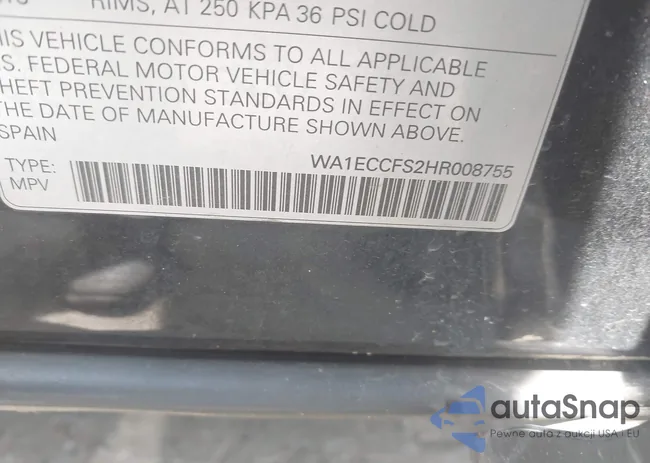 RIMS, AT 250 KPA 36 PSI COLD
HIS VEHICLE CONFORMS TO ALL APPLICABLE
.S. FEDERAL MOTOR VEHICLE SAFETY AND
HEFT PREVENTION STANDARDS IN EFFECT ON
THE DATE OF MANUFACTURE SHOWN ABOVE.
SPAIN
TYPE:
MPV
WA1ECCFS2HR008755
autaSnap
Pewne auta z aukcji USA i EU